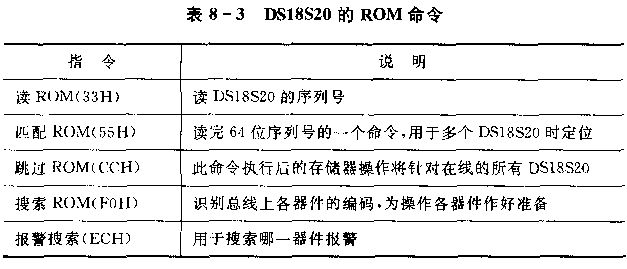 表 8-3 DS18S20 的 ROM 命令
指 令 说 明
读 ROM(33H) 读 DS18S20 的序列号
匹配 ROM(55H) 读完 64 位序列号的一个命令,用于多个 DS18S20 时定位
跳过 ROM(CCH) 此命令执行后的存储器操作将针对在线的所有 DS18S20
搜索 ROM(F0H) 识别总线上各器件的编码,为操作各器件作好准备
报警搜索(ECH) 用于搜索哪一器件报警